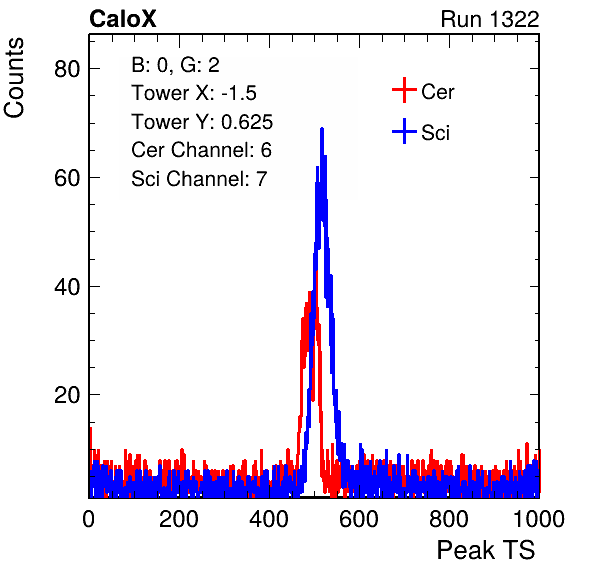 CaloX Run 1322
Counts
80
60
40
20
B: 0, G: 2
Tower X: -1.5
Tower Y: 0.625
Cer Channel: 6
Sci Channel: 7
Cer
Sci
0 200 400 600 800 1000
Peak TS